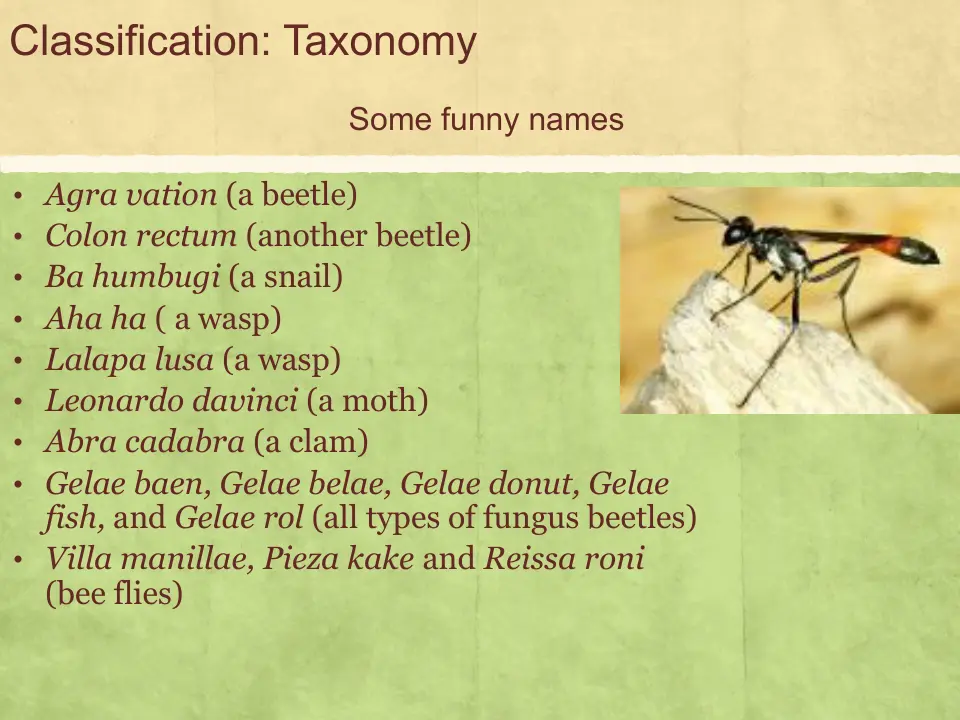 Classification: Taxonomy
Some funny names
• Agra vation (a beetle)
• Colon rectum (another beetle)
• Ba humbugi (a snail)
• Aha ha ( a wasp)
• Lalapa lusa (a wasp)
• Leonardo davinci (a moth)
• Abra cadabra (a clam)
• Gelae baen, Gelae belae, Gelae donut, Gelae
fish, and Gelae rol (all types of fungus beetles)
• Villa manillae, Pieza kake and Reissa roni
(bee flies)